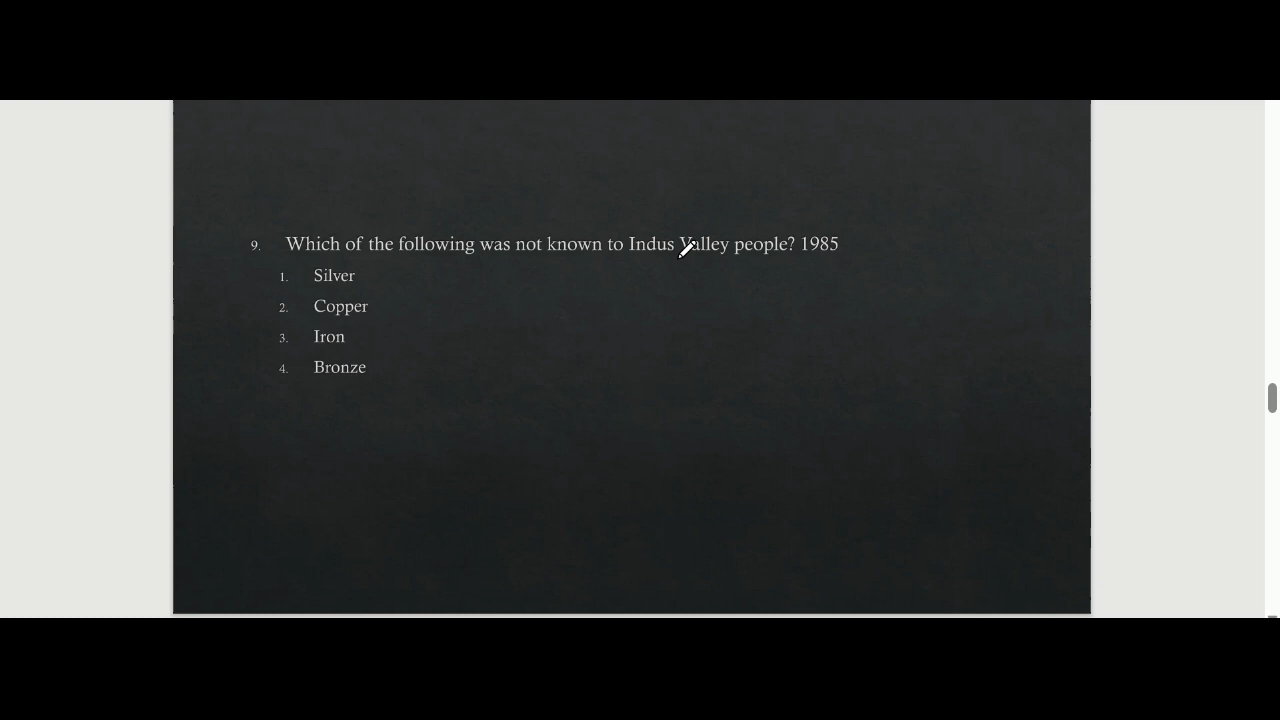 9. Which of the following was not known to Indus Valley people? 1985
1. Silver
2. Copper
3. Iron
4. Bronze